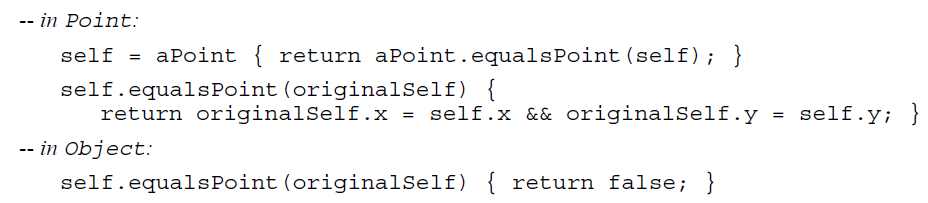 -- in Point:
self = aPoint { return aPoint.equalsPoint(self); }
self.equalsPoint(originalSelf) {
return originalSelf.x = self.x && originalSelf.y = self.y; }
-- in Object:
self.equalsPoint(originalSelf) { return false; }